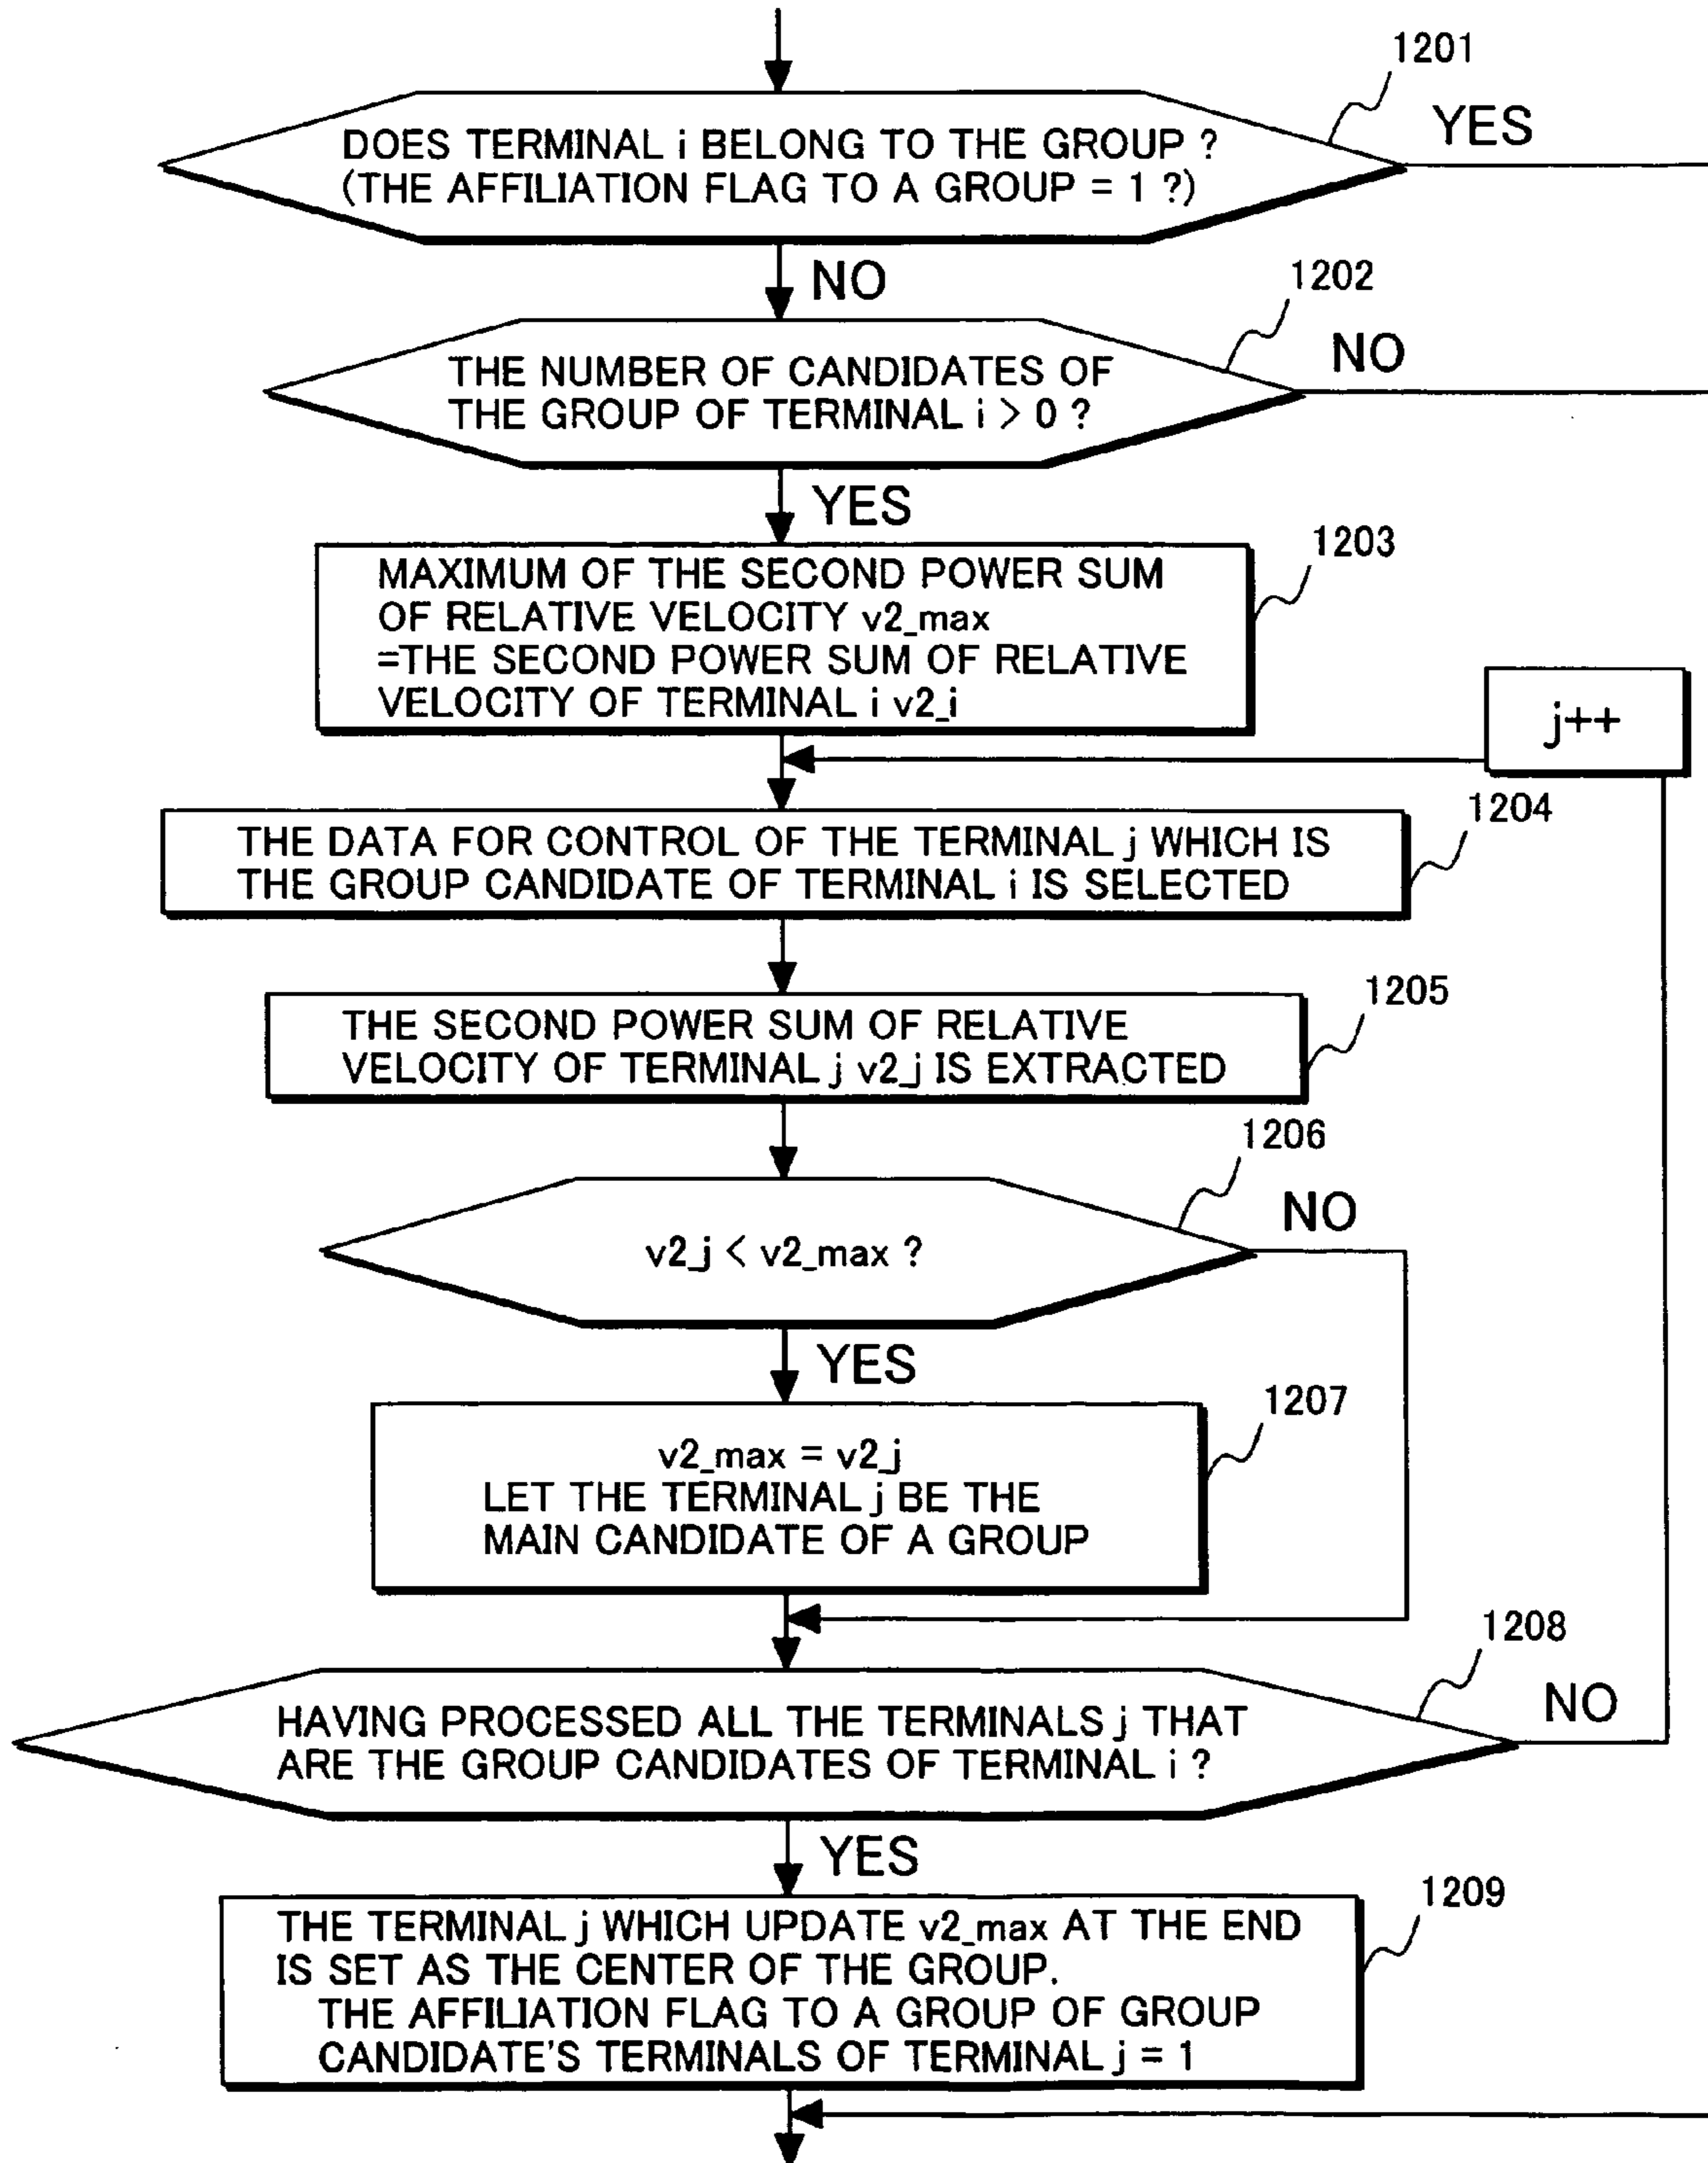 1201
YES
DOES TERMINAL i BELONG TO THE GROUP ?
(THE AFFILIATION FLAG TO A GROUP = 1 ?)
NO
1202
NO
THE NUMBER OF CANDIDATES OF
THE GROUP OF TERMINAL i > 0 ?
YES
1203
MAXIMUM OF THE SECOND POWER SUM
OF RELATIVE VELOCITY v2_max
=THE SECOND POWER SUM OF RELATIVE
VELOCITY OF TERMINAL i v2_i
j++
1204
THE DATA FOR CONTROL OF THE TERMINAL j WHICH IS
THE GROUP CANDIDATE OF TERMINAL i IS SELECTED
1205
THE SECOND POWER SUM OF RELATIVE
VELOCITY OF TERMINAL j v2_j IS EXTRACTED
1206
NO
v2_j < v2_max ?
YES
1207
v2_max = v2_j
LET THE TERMINAL j BE THE
MAIN CANDIDATE OF A GROUP
1208
NO
HAVING PROCESSED ALL THE TERMINALS j THAT
ARE THE GROUP CANDIDATES OF TERMINAL i ?
YES
1209
THE TERMINAL j WHICH UPDATE v2_max AT THE END
IS SET AS THE CENTER OF THE GROUP.
THE AFFILIATION FLAG TO A GROUP OF GROUP
CANDIDATE'S TERMINALS OF TERMINAL j = 1